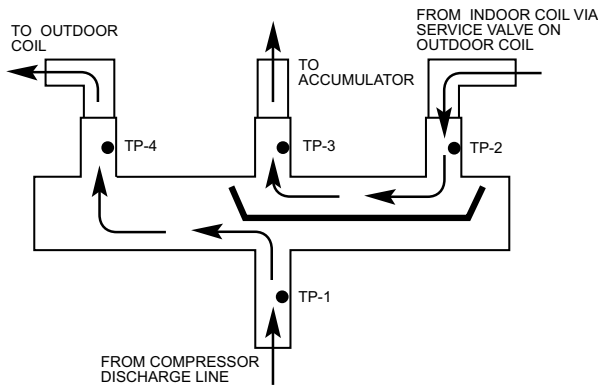 TO OUTDOOR
COIL
TO
ACCUMULATOR
FROM INDOOR COIL VIA
SERVICE VALVE ON
OUTDOOR COIL
TP-4
TP-3
TP-2
TP-1
FROM COMPRESSOR
DISCHARGE LINE